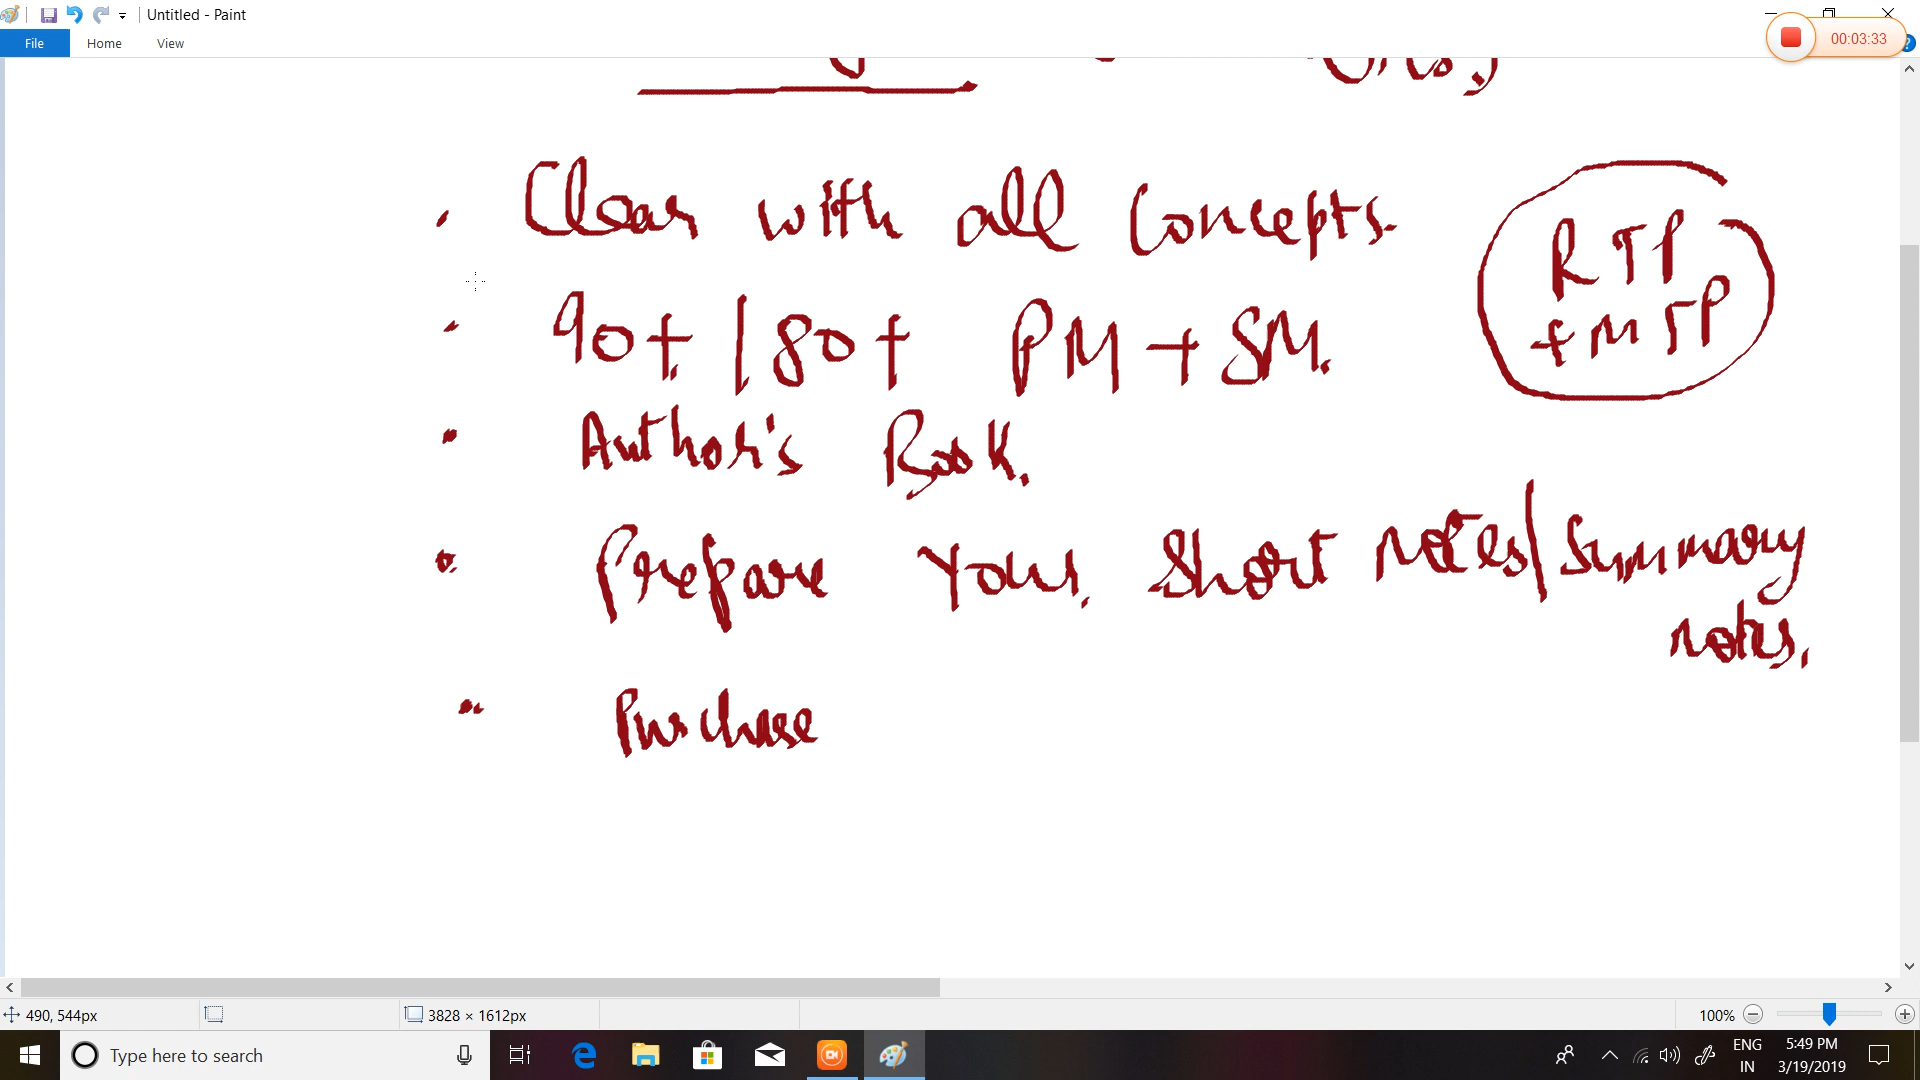 Untitled - Paint
00:03:33
File Home View
Clear with all Concepts.
RTP
+ MTP
90+ / 80+ PM + SM.
Author's Book.
Prepare Your Short notes / Summary
notes.
Purchase
490, 544px
3828 × 1612px
100%
Type here to search
ENG
IN
5:49 PM
3/19/2019